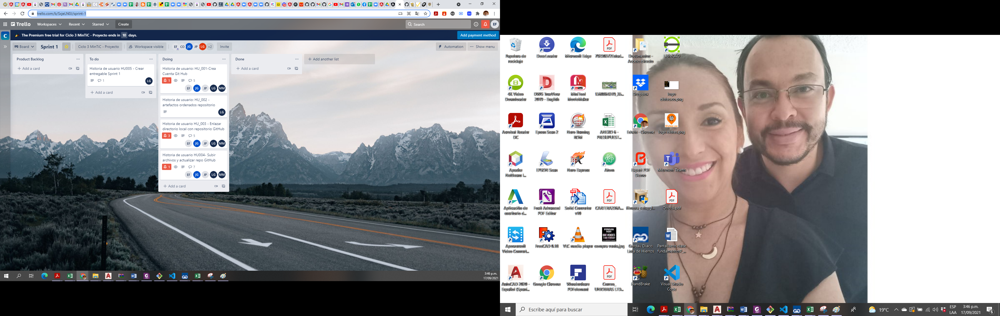 trello.com/b/SxjeLN0J/sprint-1
Trello
Workspaces
Recent
Starred
Create
Search
EF
C
The Premium free trial for Ciclo 3 MinTiC - Proyecto ends in 10 days.
Add payment method
Board
Sprint 1
Ciclo 3 MinTiC - Proyecto
Workspace visible
EF
CO
JG
JP
LG
+2
Invite
Automation
Show menu
Product Backlog
Add a card
To do
Historia de usuario HU005 - Crear
entregable Sprint 1
1
LG
Add a card
Doing
Historia de usuario: HU_001-Crea
Cuenta Git Hub
1
5
EF JG JP LG MM
Historia de usuario: HU_002 -
artefactos ordenados repositorio
LG
Historia de usuario HU_003 - Enlazar
directorio local con repositorio GitHub
3
5
EF JG JP LG MM
Historia de usuario HU004- Subir
archivos y actualizar repo GitHub
1
7
EF JG JP LG MM
Add a card
Done
Add a card
Add another list
3:46 p.m.
17/09/2021
Papelera de
reciclaje
DeezLoader
Microsoft Edge
Documentos -
Acceso directo
LibreCAD
4K Video
Downloader
DWG TrueView
2019 - English
MiniTool
MovieMaker
Dropbox
logo
distec.co.png
Acrobat Reader
DC
Epson Scan 2
Nero Burning
ROM
ANEXO 6 -
PRESUPUEST...
Edwin - Chrome
logo distec.png
Apache
NetBeans I...
EPSON Scan
Nero Express
Atom
Expert PDF
Demo
Microsoft Teams
Aplicación de
escritorio d...
Foxit Advanced
PDF Editor
Solid Converter
v10
CARTERA236A...
filmora_setup_f...
Otro si.pdf
Apowersoft
Video Convert...
FreeCAD 0.18
VLC media player
PONGAN
AQUI
QUE VENDES
compra venta.jpg
Gerdau Diaco
Lista de Hierros
Pantallazos clase
fundamentosP_...
AutoCAD 2020 -
Español (Spani...
Google Chrome
Wondershare
PDFelement
Correo_
UNIOBRAS LTD...
HandBrake
Visual Studio
Code
Escribe aquí para buscar
19°C
ESP
LAA
3:46 p.m.
17/09/2021
6